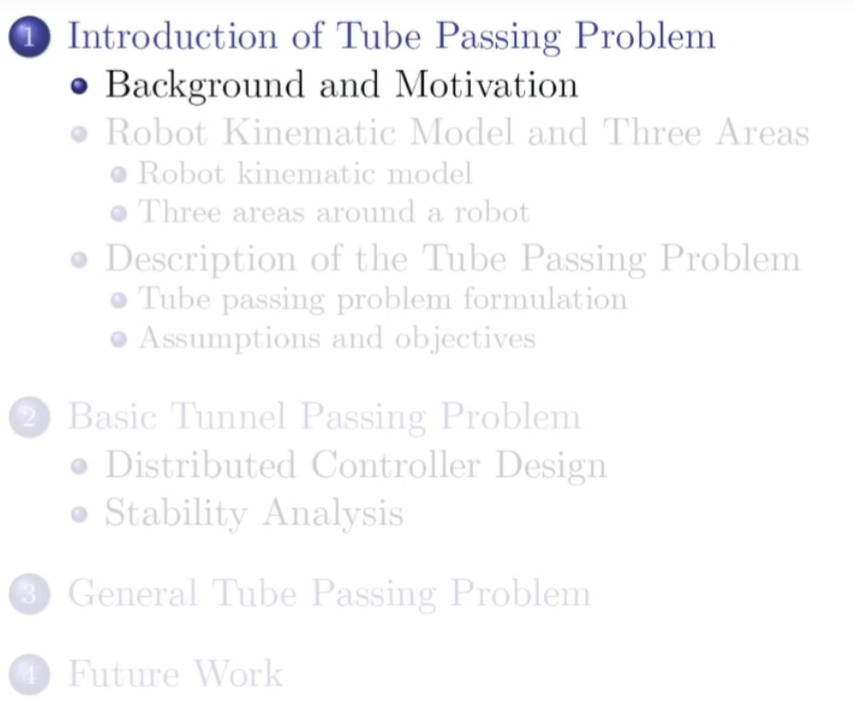 1 Introduction of Tube Passing Problem
Background and Motivation
Robot Kinematic Model and Three Areas
Robot kinematic model
Three areas around a robot
Description of the Tube Passing Problem
Tube passing problem formulation
Assumptions and objectives
2 Basic Tunnel Passing Problem
Distributed Controller Design
Stability Analysis
3 General Tube Passing Problem
4 Future Work